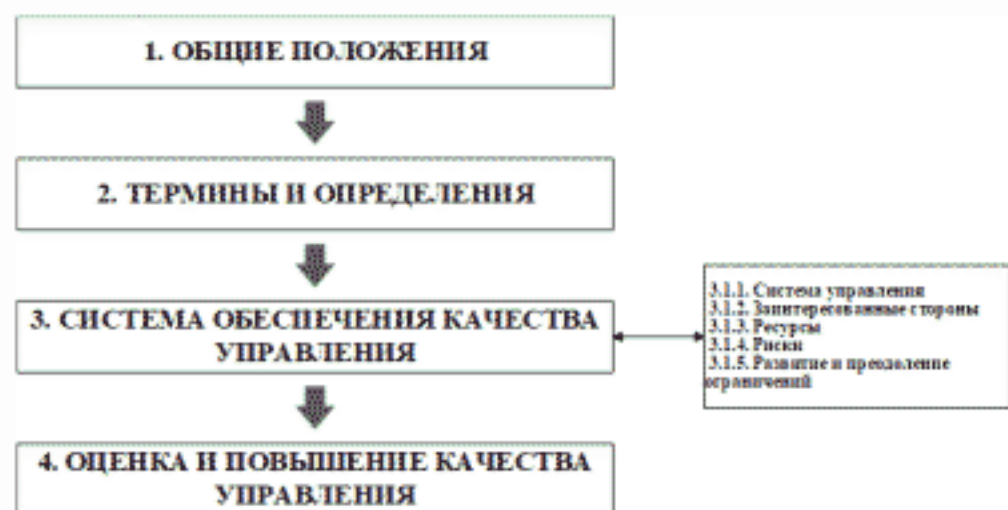 1. ОБЩИЕ ПОЛОЖЕНИЯ
2. ТЕРМИНЫ И ОПРЕДЕЛЕНИЯ
3. СИСТЕМА ОБЕСПЕЧЕНИЯ КАЧЕСТВА
УПРАВЛЕНИЯ
3.1.1. Система управления
3.1.2. Заинтересованные стороны
3.1.3. Ресурсы
3.1.4. Риски
3.1.5. Развитие и преодоление
ограничений
4. ОЦЕНКА И ПОВЫШЕНИЕ КАЧЕСТВА
УПРАВЛЕНИЯ